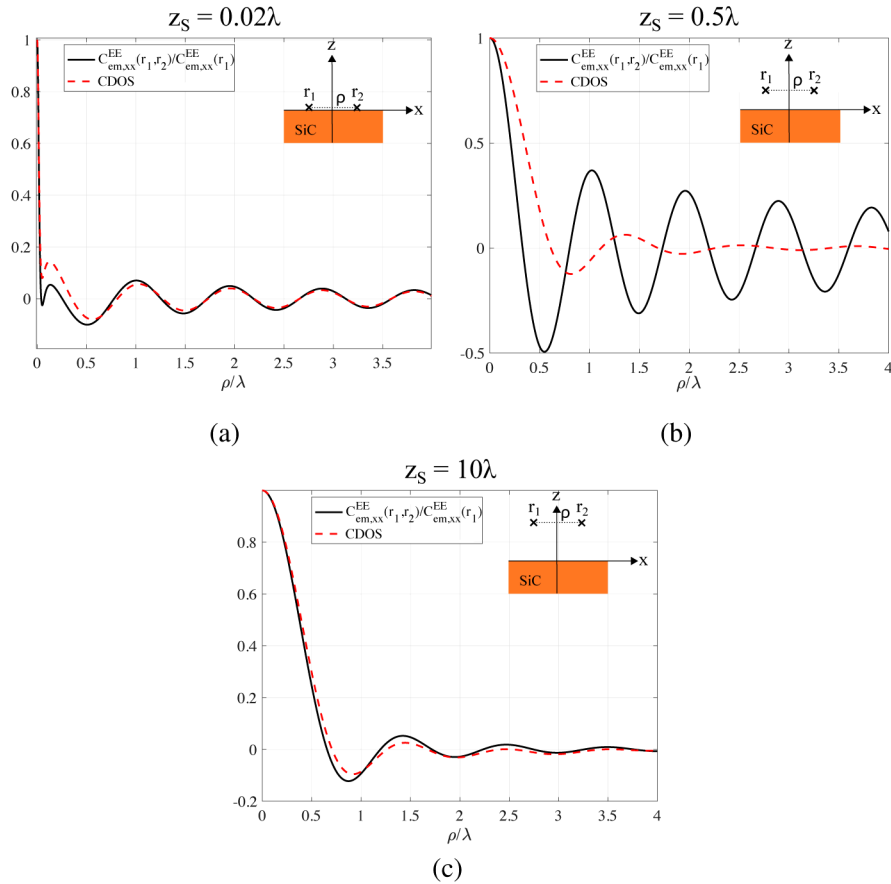 z_S = 0.02λ
C^EE_em,xx(r_1,r_2)/C^EE_em,xx(r_1)
CDOS
z
r_1 ρ r_2
x
SiC
1
0.8
0.6
0.4
0.2
0
0 0.5 1 1.5 2 2.5 3 3.5
ρ/λ
(a)
z_S = 0.5λ
C^EE_em,xx(r_1,r_2)/C^EE_em,xx(r_1)
CDOS
z
r_1 ρ r_2
x
SiC
1
0.5
0
-0.5
0 0.5 1 1.5 2 2.5 3 3.5 4
ρ/λ
(b)
z_S = 10λ
C^EE_em,xx(r_1,r_2)/C^EE_em,xx(r_1)
CDOS
z
r_1 ρ r_2
x
SiC
0.8
0.6
0.4
0.2
0
-0.2
0 0.5 1 1.5 2 2.5 3 3.5 4
ρ/λ
(c)